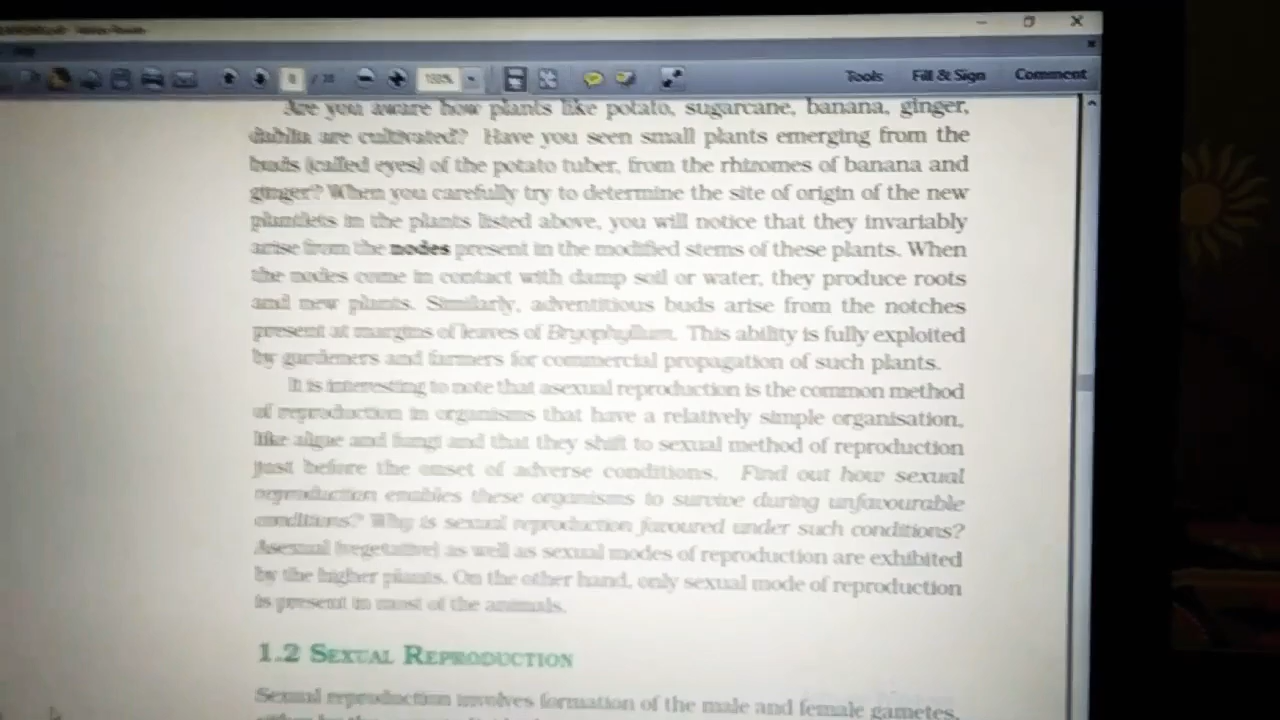 Tools Fill & Sign Comment
Are you aware how plants like potato, sugarcane, banana, ginger,
dahlia are cultivated? Have you seen small plants emerging from the
buds (called eyes) of the potato tuber, from the rhizomes of banana and
ginger? When you carefully try to determine the site of origin of the new
plantlets in the plants listed above, you will notice that they invariably
arise from the nodes present in the modified stems of these plants. When
the nodes come in contact with damp soil or water, they produce roots
and new plants. Similarly, adventitious buds arise from the notches
present at margins of leaves of Bryophyllum. This ability is fully exploited
by gardeners and farmers for commercial propagation of such plants.
It is interesting to note that asexual reproduction is the common method
of reproduction in organisms that have a relatively simple organisation,
like algae and fungi and that they shift to sexual method of reproduction
just before the onset of adverse conditions. Find out how sexual
reproduction enables these organisms to survive during unfavourable
conditions? Why is sexual reproduction favoured under such conditions?
Asexual (vegetative) as well as sexual modes of reproduction are exhibited
by the higher plants. On the other hand, only sexual mode of reproduction
is present in most of the animals.
1.2 SEXUAL REPRODUCTION
Sexual reproduction involves formation of the male and female gametes,